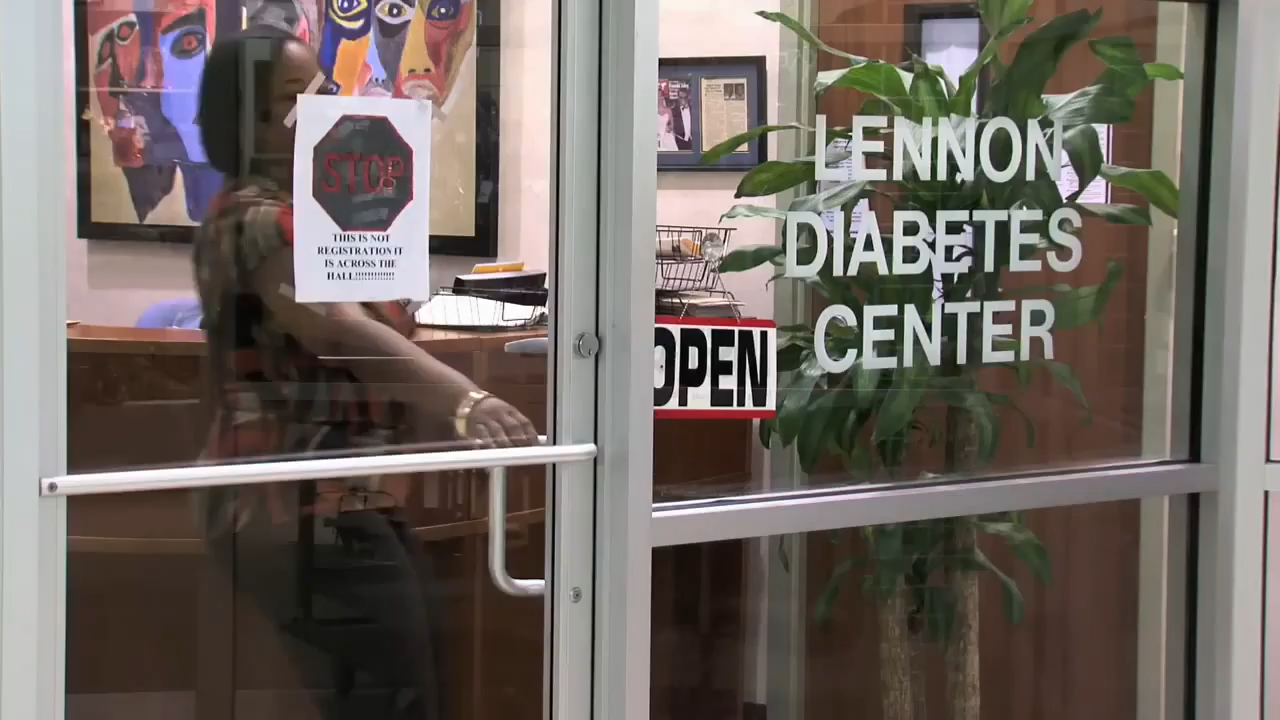 STOP
THIS IS NOT
REGISTRATION IT
IS ACROSS THE
HALL!!!!!!!!!!!!!
LENNON
DIABETES
CENTER
OPEN